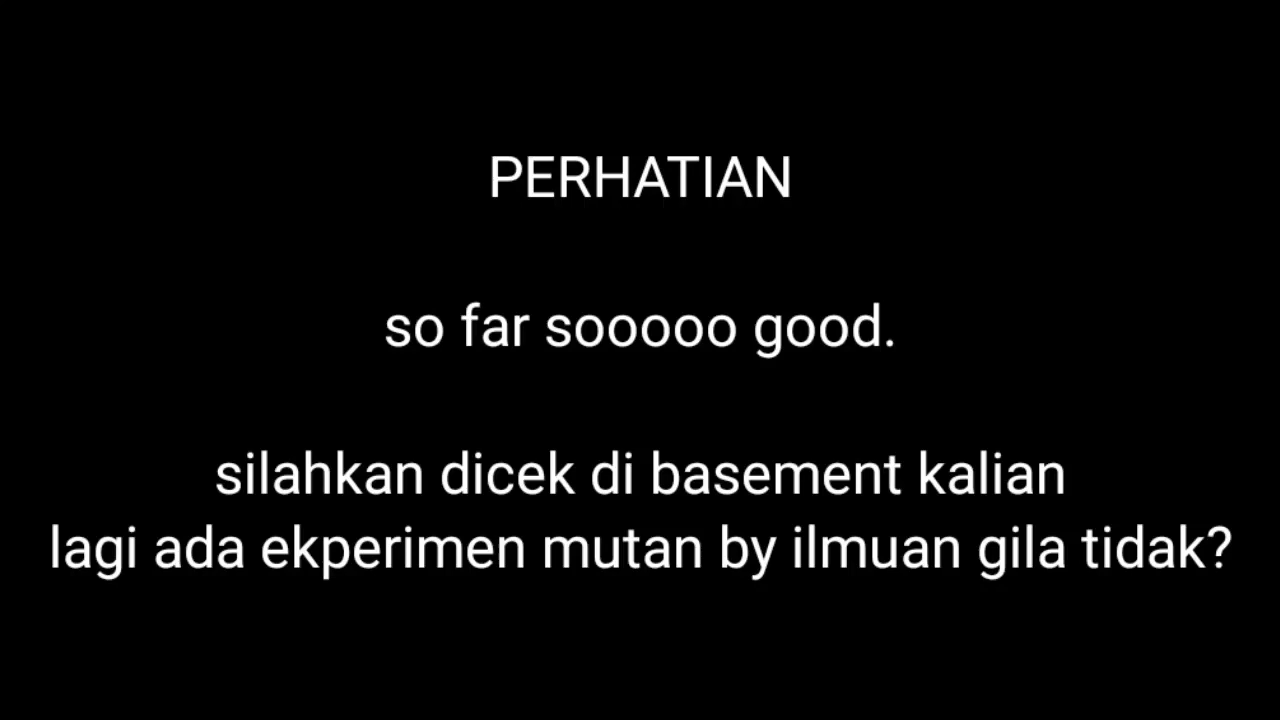 PERHATIAN
so far sooooo good.
silahkan dicek di basement kalian
lagi ada ekperimen mutan by ilmuan gila tidak?